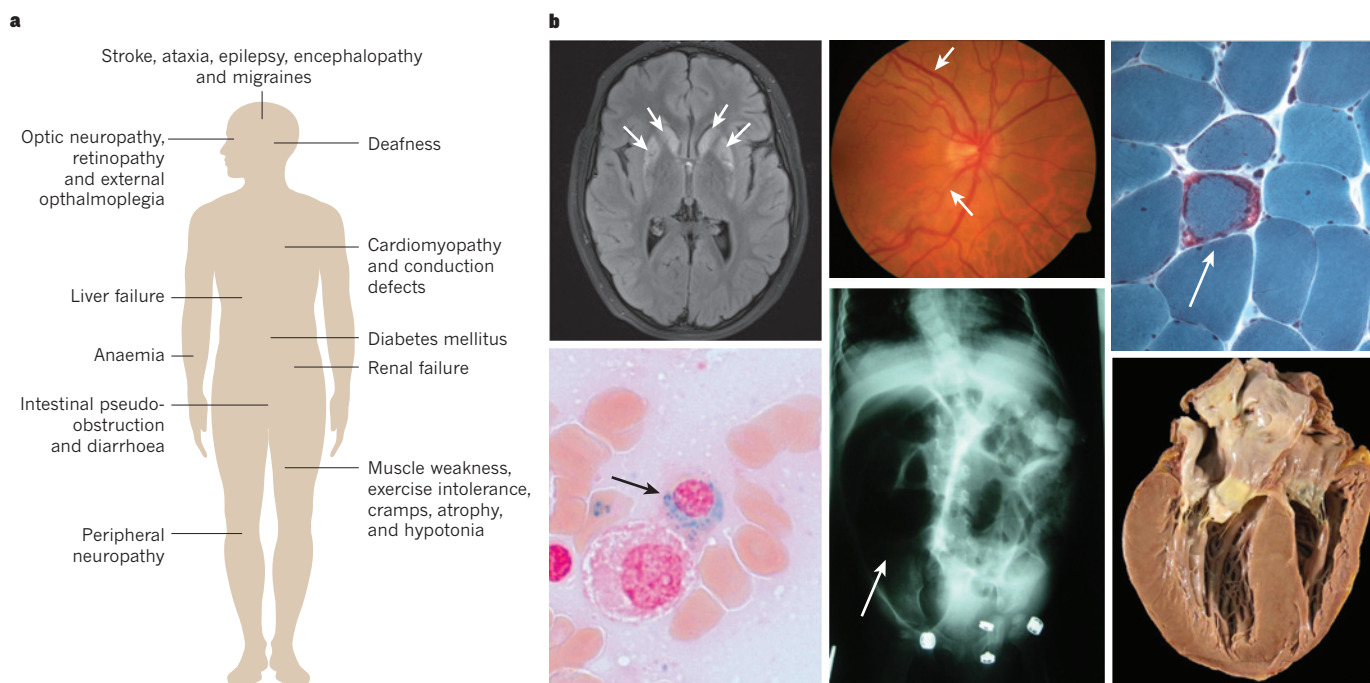 a
Stroke, ataxia, epilepsy, encephalopathy
and migraines
Optic neuropathy,
retinopathy
and external
opthalmoplegia
Deafness
Cardiomyopathy
and conduction
defects
Liver failure
Diabetes mellitus
Anaemia
Renal failure
Intestinal pseudo-
obstruction
and diarrhoea
Muscle weakness,
exercise intolerance,
cramps, atrophy,
and hypotonia
Peripheral
neuropathy
b